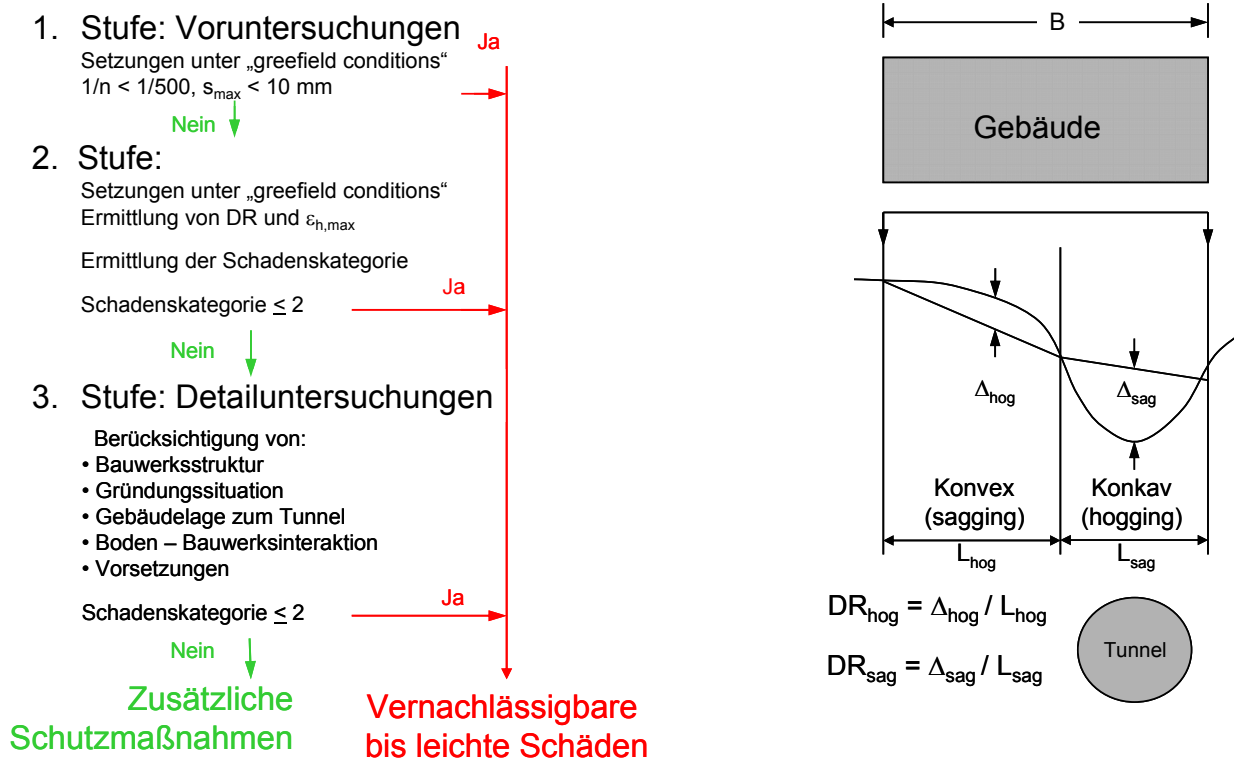 1. Stufe: Voruntersuchungen
Ja
Setzungen unter „greefield conditions“
1/n < 1/500, smax < 10 mm
Nein
2. Stufe:
Setzungen unter „greefield conditions“
Ermittlung von DR und εh,max
Ermittlung der Schadenskategorie
Schadenskategorie ≤ 2
Ja
Nein
3. Stufe: Detailuntersuchungen
Berücksichtigung von:
• Bauwerksstruktur
• Gründungssituation
• Gebäudelage zum Tunnel
• Boden – Bauwerksinteraktion
• Vorsetzungen
Schadenskategorie ≤ 2
Ja
Nein
Zusätzliche
Schutzmaßnahmen
Vernachlässigbare
bis leichte Schäden
B
Gebäude
Δhog
Δsag
Konvex
(sagging)
Konkav
(hogging)
Lhog
Lsag
DRhog = Δhog / Lhog
DRsag = Δsag / Lsag
Tunnel